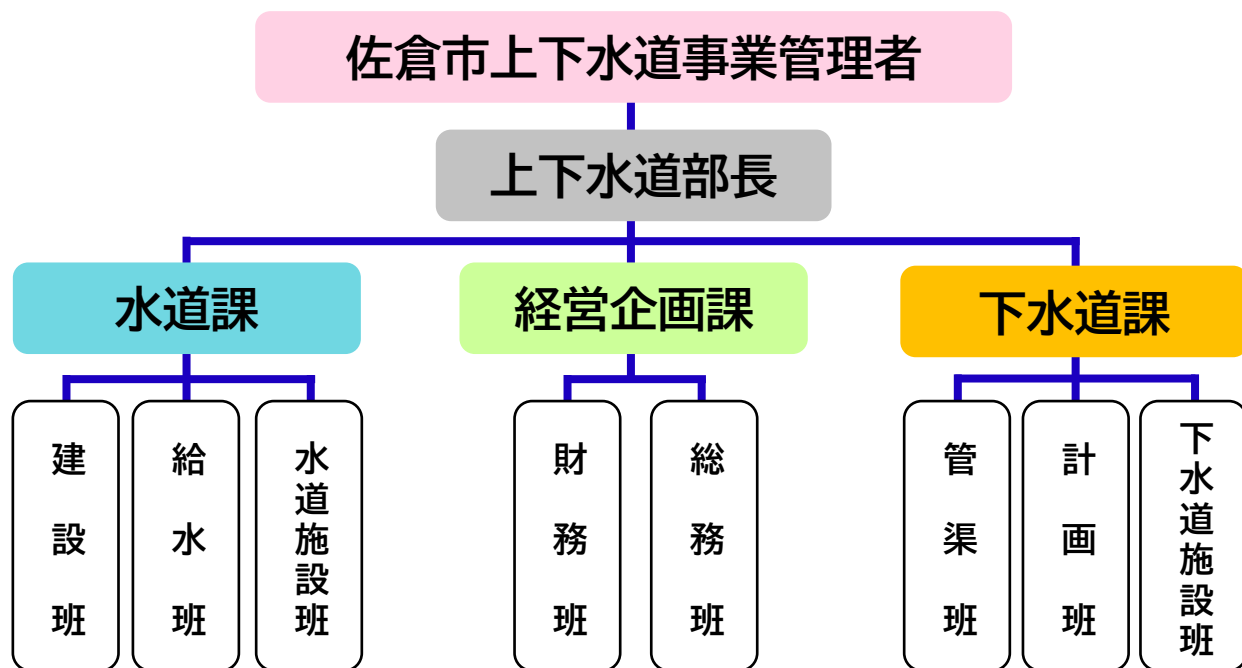 佐倉市上下水道事業管理者
上下水道部長
水道課
経営企画課
下水道課
建設班
給水班
水道施設班
財務班
総務班
管渠班
計画班
下水道施設班